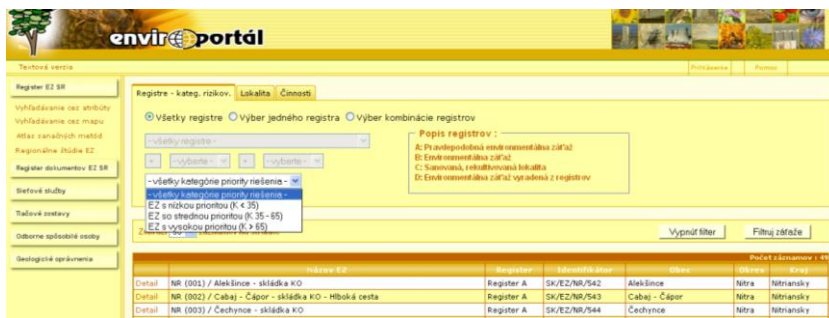 envir portál
Textová verzia
Prihlásenie
Pomoc
Register EZ SR
Vyhľadávanie cez atribúty
Vyhľadávanie cez mapu
Atlas sanačných metód
Regionálne štúdie EZ
Register dokumentov EZ SR
Sieťové služby
Tlačové zostavy
Odborne spôsobilé osoby
Geologické oprávnenia
Registre - kateg. rizikov. Lokalita Činnosti
Všetky registre Výber jedného registra Výber kombinácie registrov
- všetky registre -
+ - vyberte - + - vyberte -
- všetky kategórie priority riešenia -
- všetky kategórie priority riešenia -
EZ s nízkou prioritou (K < 35)
EZ so strednou prioritou (K 35 - 65)
EZ s vysokou prioritou (K > 65)
Popis registrov :
A: Pravdepodobná environmentálna záťaž
B: Environmentálna záťaž
C: Sanovaná, rekultivovaná lokalita
D: Environmentálna záťaž vyradená z registrov
Vypnúť filter Filtruj záťaže
Počet záznamov : 49
Názov EZ Register Identifikátor Obec Okres Kraj
Detail NR (001) / Alekšince - skládka KO Register A SK/EZ/NR/542 Alekšince Nitra Nitriansky
Detail NR (002) / Cabaj - Čápor - skládka KO - Hlboká cesta Register A SK/EZ/NR/543 Cabaj - Čápor Nitra Nitriansky
Detail NR (003) / Čechynce - skládka KO Register A SK/EZ/NR/544 Čechynce Nitra Nitriansky